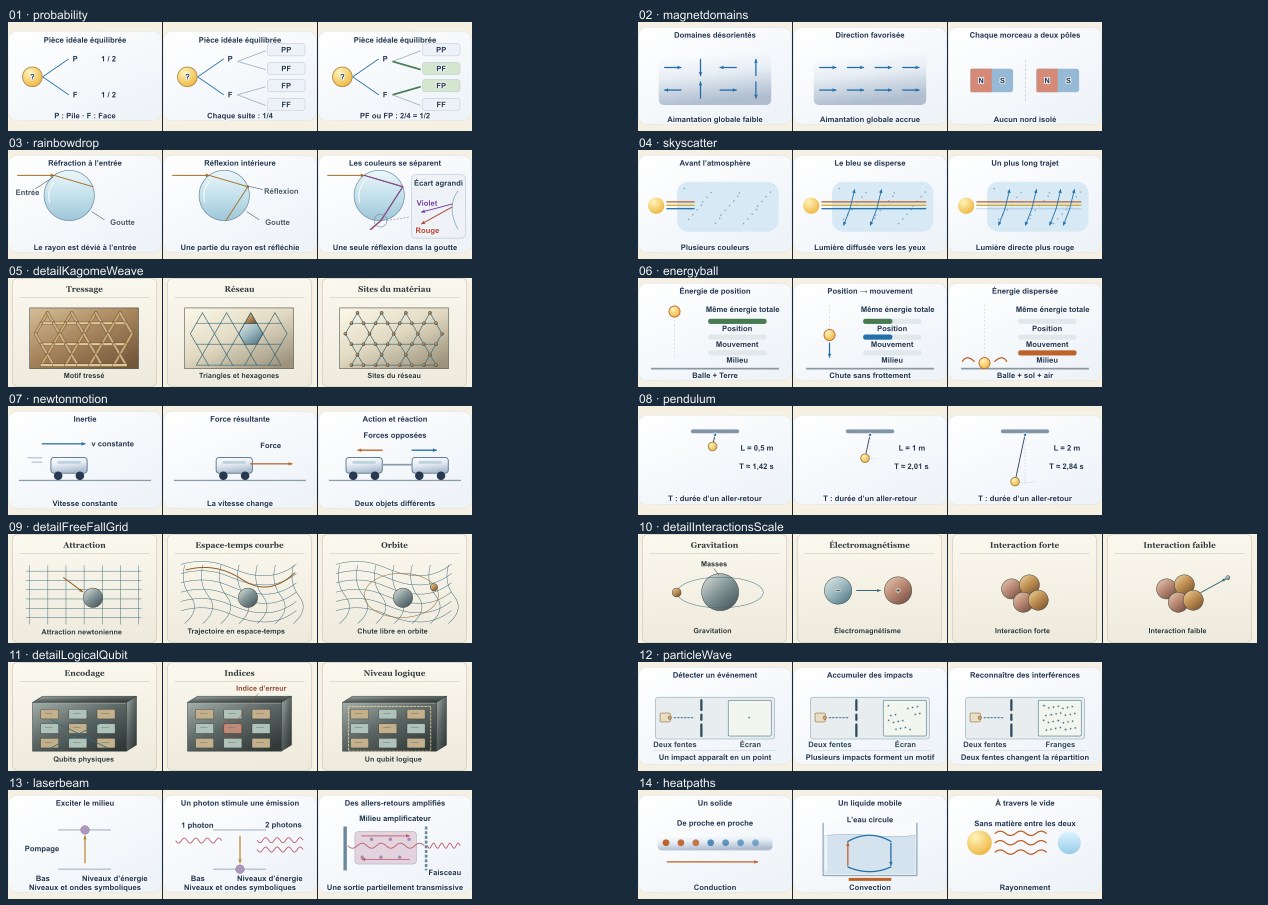 01 · probability
Pièce idéale équilibrée
?
P
1 / 2
F
1 / 2
P : Pile · F : Face
Pièce idéale équilibrée
?
P
F
PP
PF
FP
FF
Chaque suite : 1/4
Pièce idéale équilibrée
?
P
F
PP
PF
FP
FF
PF ou FP : 2/4 = 1/2
02 · magnetdomains
Domaines désorientés
Aimantation globale faible
Direction favorisée
Aimantation globale accrue
Chaque morceau a deux pôles
N S N S
Aucun nord isolé
03 · rainbowdrop
Réfraction à l'entrée
Entrée
Goutte
Le rayon est dévié à l'entrée
Réflexion intérieure
Réflexion
Goutte
Une partie du rayon est réfléchie
Les couleurs se séparent
Écart agrandi
Violet
Rouge
Une seule réflexion dans la goutte
04 · skyscatter
Avant l'atmosphère
Plusieurs couleurs
Le bleu se disperse
Lumière diffusée vers les yeux
Un plus long trajet
Lumière directe plus rouge
05 · detailKagomeWeave
Tressage
Motif tressé
Réseau
Triangles et hexagones
Sites du matériau
Sites du réseau
06 · energyball
Énergie de position
Même énergie totale
Position
Mouvement
Milieu
Balle + Terre
Position → mouvement
Même énergie totale
Position
Mouvement
Milieu
Chute sans frottement
Énergie dispersée
Même énergie totale
Position
Mouvement
Milieu
Balle + sol + air
07 · newtonmotion
Inertie
v constante
Vitesse constante
Force résultante
Force
La vitesse change
Action et réaction
Forces opposées
Deux objets différents
08 · pendulum
L = 0,5 m
T ≈ 1,42 s
T : durée d'un aller-retour
L = 1 m
T ≈ 2,01 s
T : durée d'un aller-retour
L = 2 m
T ≈ 2,84 s
T : durée d'un aller-retour
09 · detailFreeFallGrid
Attraction
Attraction newtonienne
Espace-temps courbe
Trajectoire en espace-temps
Orbite
Chute libre en orbite
10 · detailInteractionsScale
Gravitation
Masses
Gravitation
Électromagnétisme
− +
Électromagnétisme
Interaction forte
Interaction forte
Interaction faible
Interaction faible
11 · detailLogicalQubit
Encodage
Qubits physiques
Indices
Indice d'erreur
Niveau logique
Un qubit logique
12 · particleWave
Détecter un événement
Deux fentes
Écran
Un impact apparaît en un point
Accumuler des impacts
Deux fentes
Écran
Plusieurs impacts forment un motif
Reconnaître des interférences
Deux fentes
Franges
Deux fentes changent la répartition
13 · laserbeam
Exciter le milieu
Pompage
Bas
Niveaux d'énergie
Niveaux et ondes symboliques
Un photon stimule une émission
1 photon
2 photons
Bas
Niveaux d'énergie
Niveaux et ondes symboliques
Des allers-retours amplifiés
Milieu amplificateur
Faisceau
Une sortie partiellement transmissive
14 · heatpaths
Un solide
De proche en proche
Conduction
Un liquide mobile
L'eau circule
Convection
À travers le vide
Sans matière entre les deux
Rayonnement